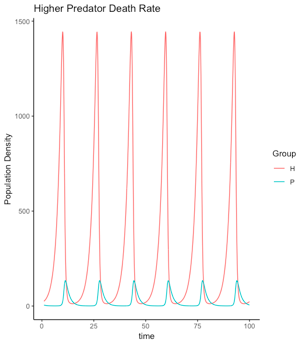 Higher Predator Death Rate
Population Density
1500
1000
500
0
0 25 50 75 100
time
Group
H
P